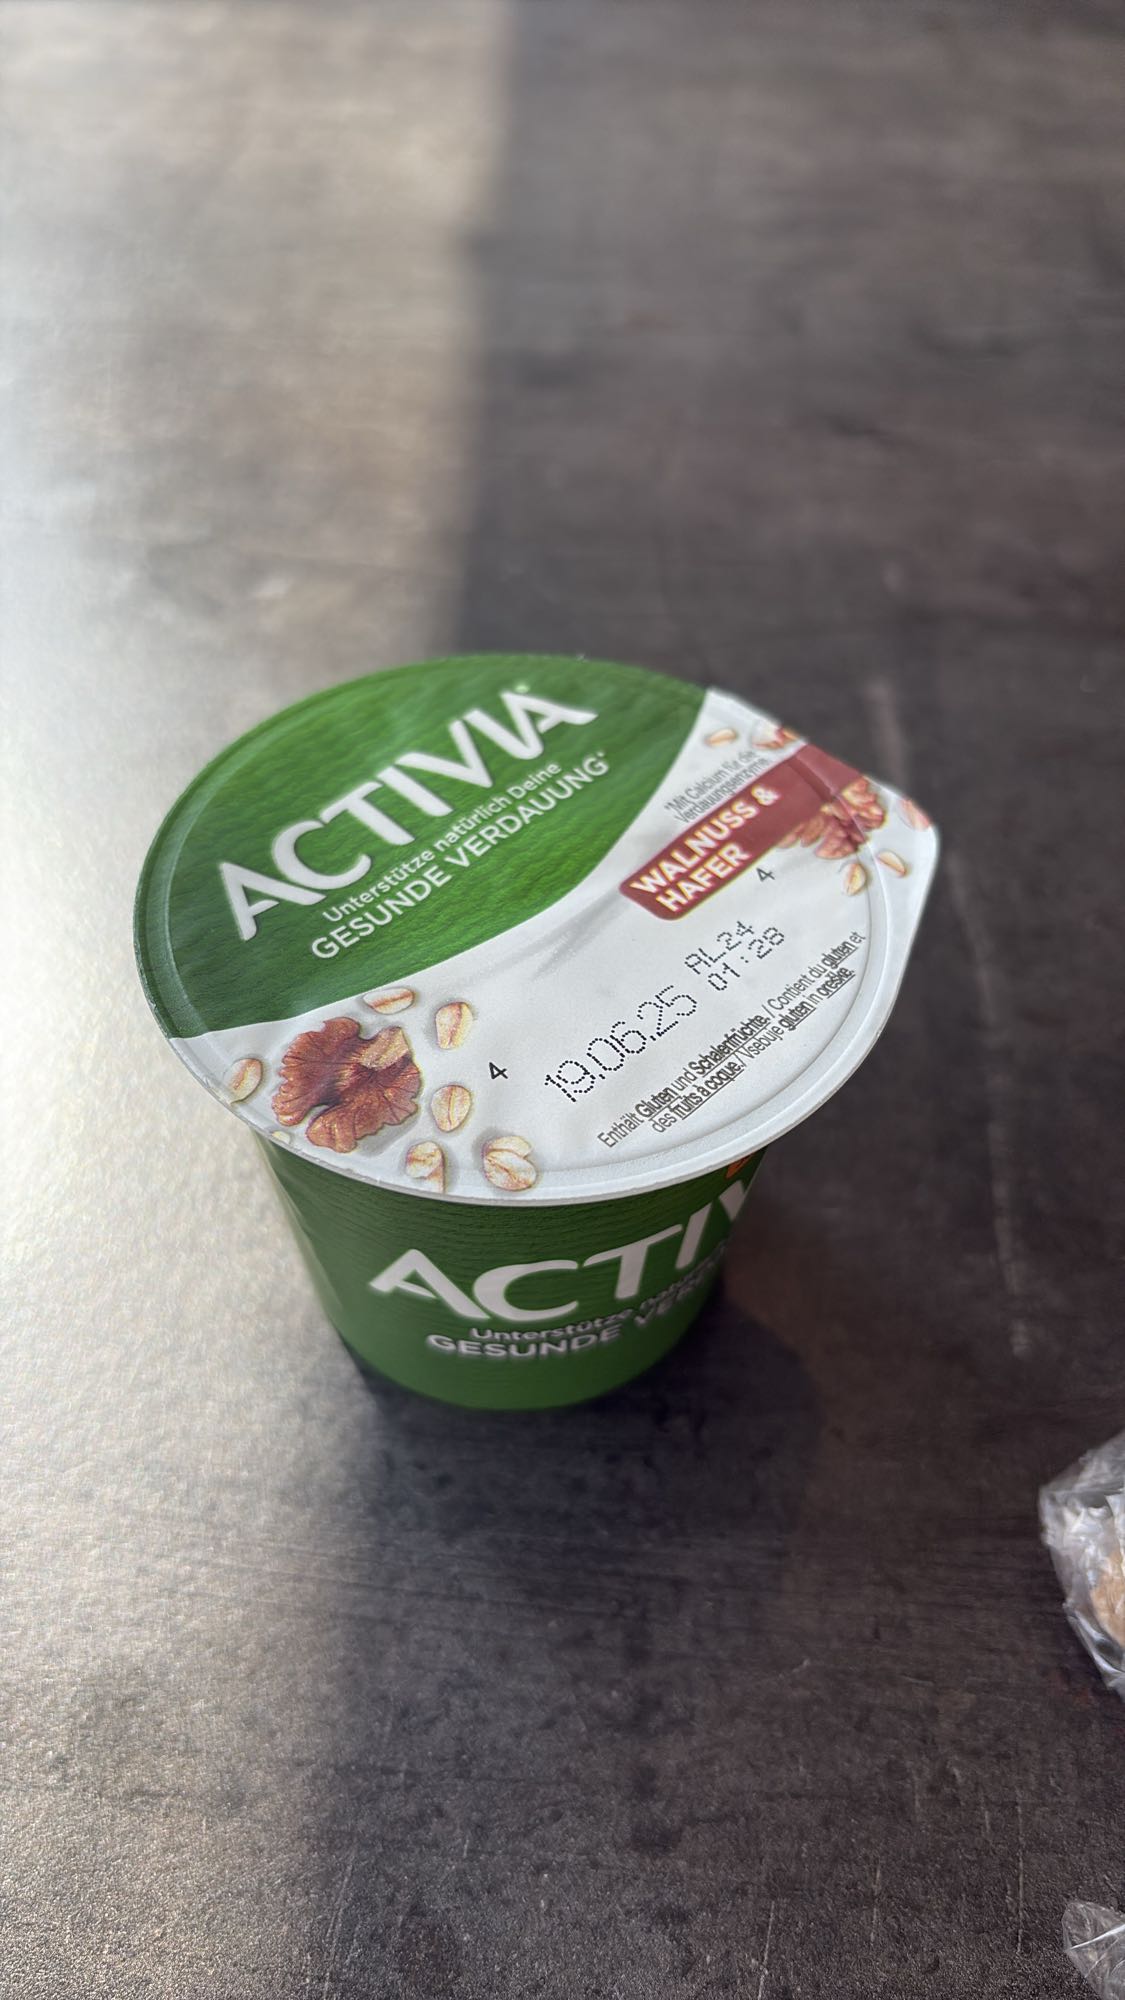 ACTIVIA
Unterstütze natürlich Deine
GESUNDE VERDAUUNG*
*Mit Calcium für die
Verdauungsenzyme.
WALNUSS &
HAFER
4
AL24
01:28
19.06.25
4
Enthält Gluten und Schalenfrüchte. / Contient du gluten et
des fruits à coque. / Vsebuje gluten in oreške.
ACTIV
Unterstütze
GESUNDE